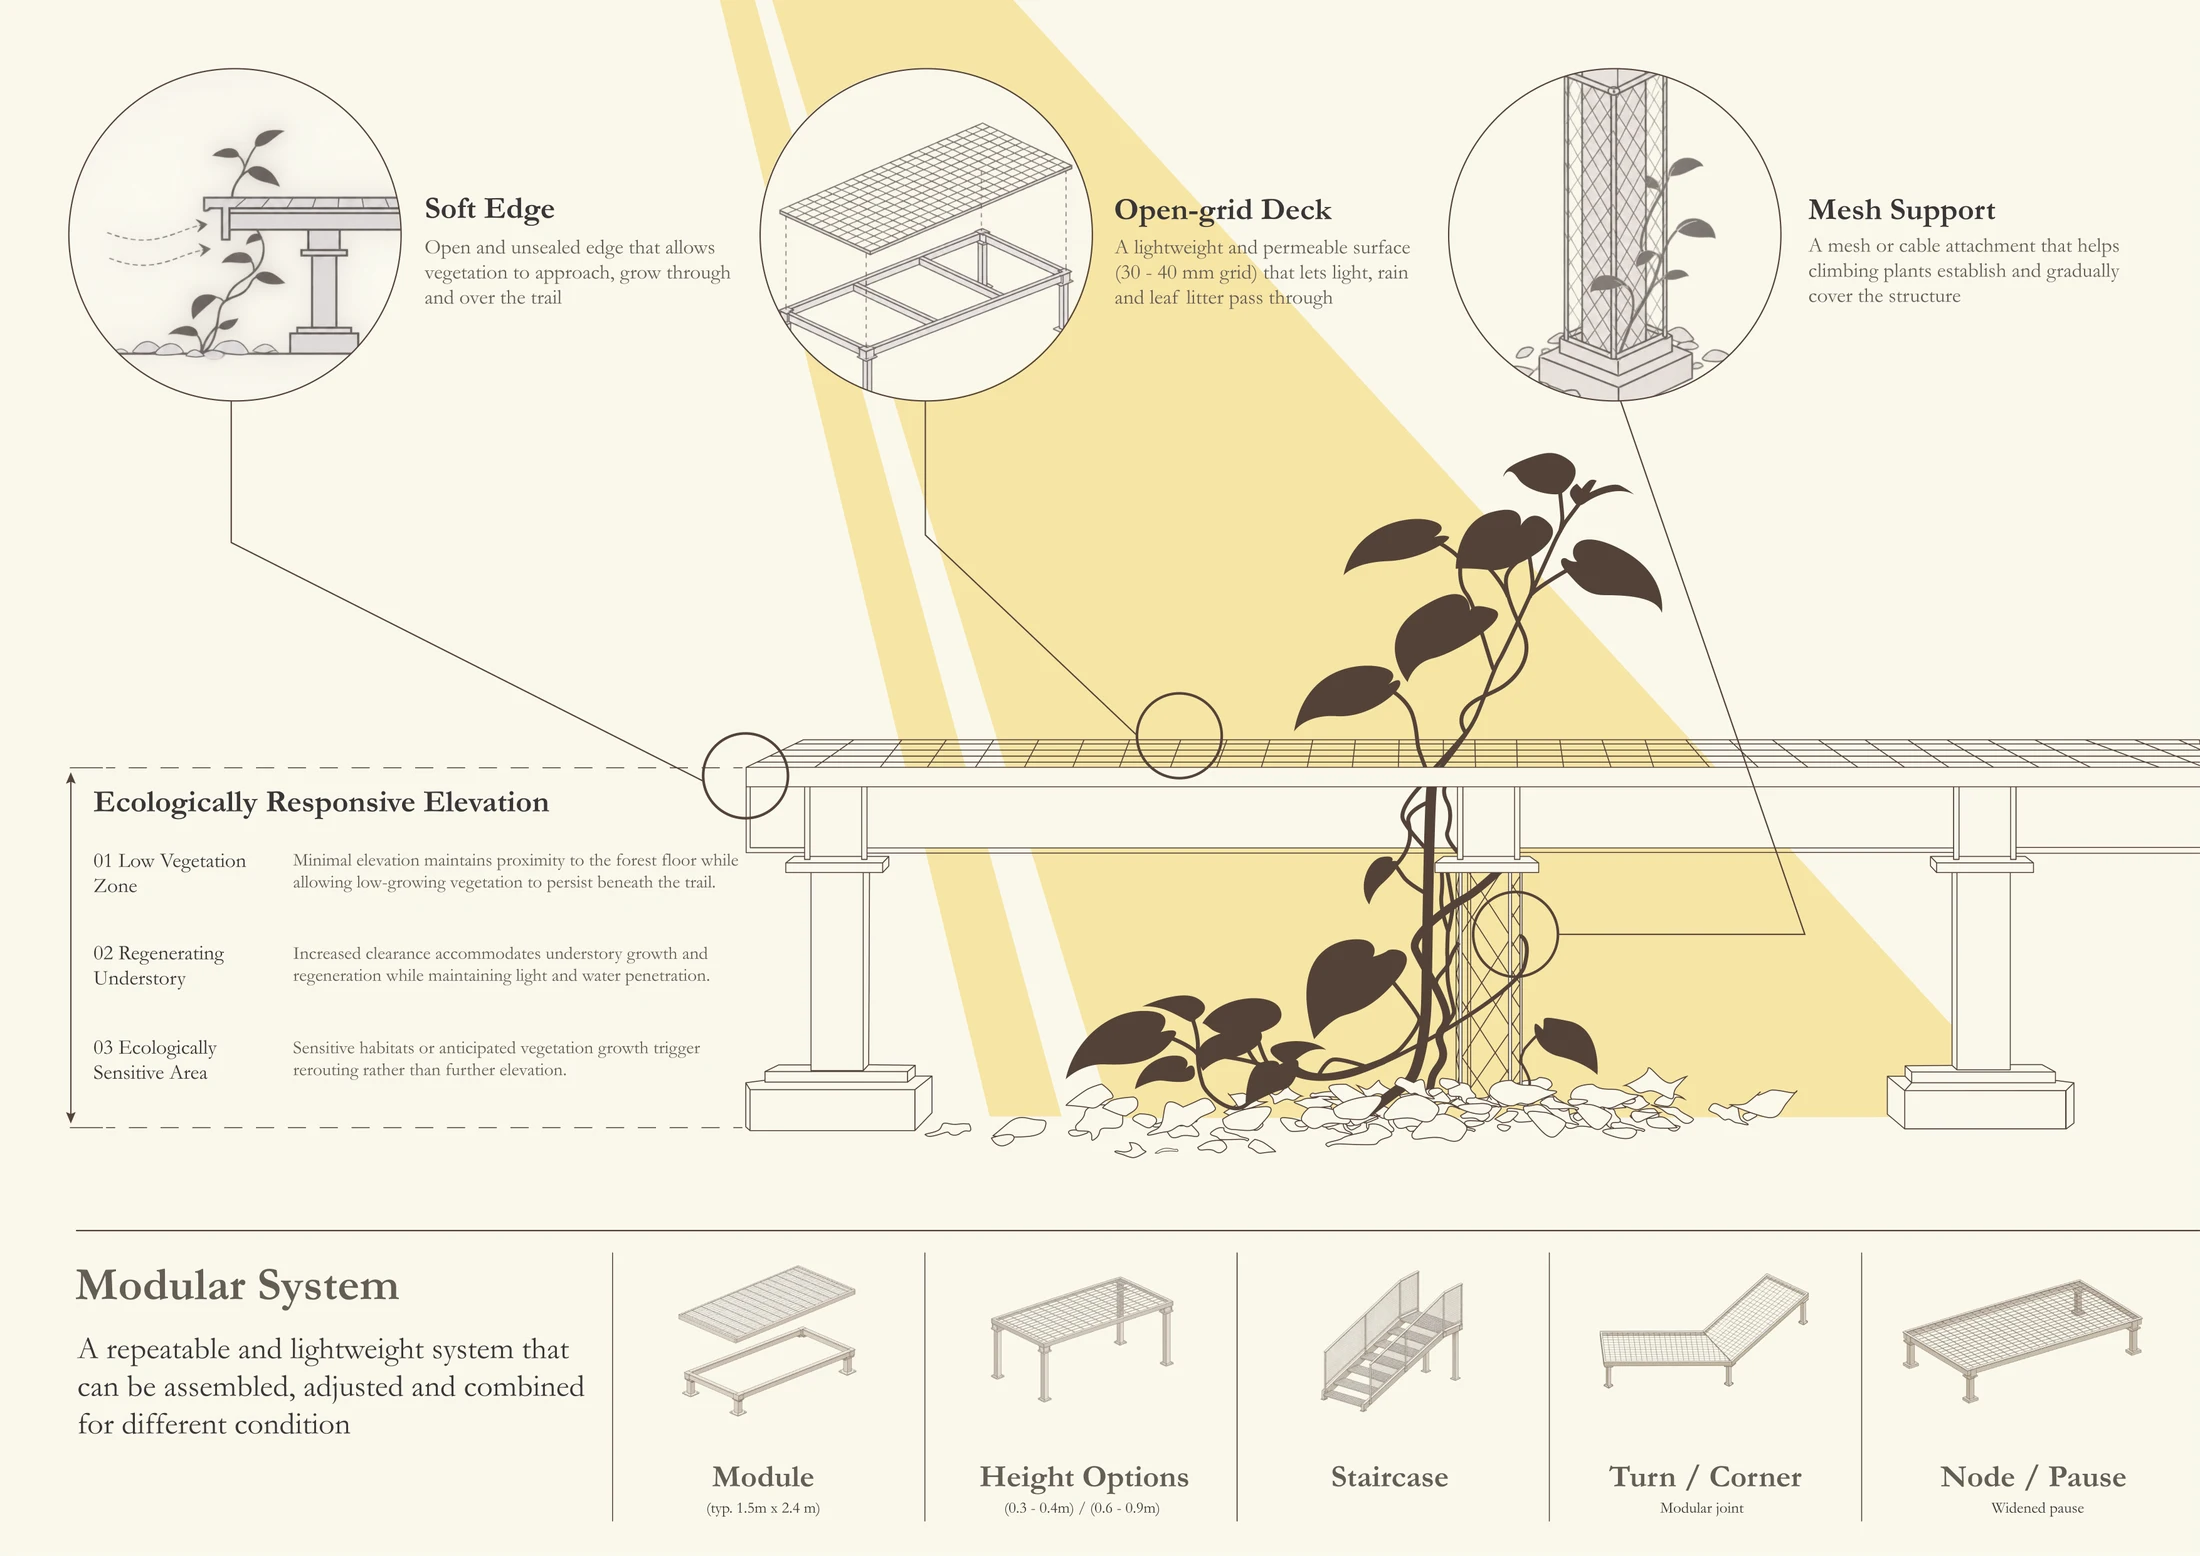 Soft Edge
Open and unsealed edge that allows
vegetation to approach, grow through
and over the trail
Open-grid Deck
A lightweight and permeable surface
(30 - 40 mm grid) that lets light, rain
and leaf litter pass through
Mesh Support
A mesh or cable attachment that helps
climbing plants establish and gradually
cover the structure
Ecologically Responsive Elevation
01 Low Vegetation
Zone
Minimal elevation maintains proximity to the forest floor while
allowing low-growing vegetation to persist beneath the trail.
02 Regenerating
Understory
Increased clearance accommodates understory growth and
regeneration while maintaining light and water penetration.
03 Ecologically
Sensitive Area
Sensitive habitats or anticipated vegetation growth trigger
rerouting rather than further elevation.
Modular System
A repeatable and lightweight system that
can be assembled, adjusted and combined
for different condition
Module
(typ. 1.5m x 2.4 m)
Height Options
(0.3 - 0.4m) / (0.6 - 0.9m)
Staircase
Turn / Corner
Modular joint
Node / Pause
Widened pause